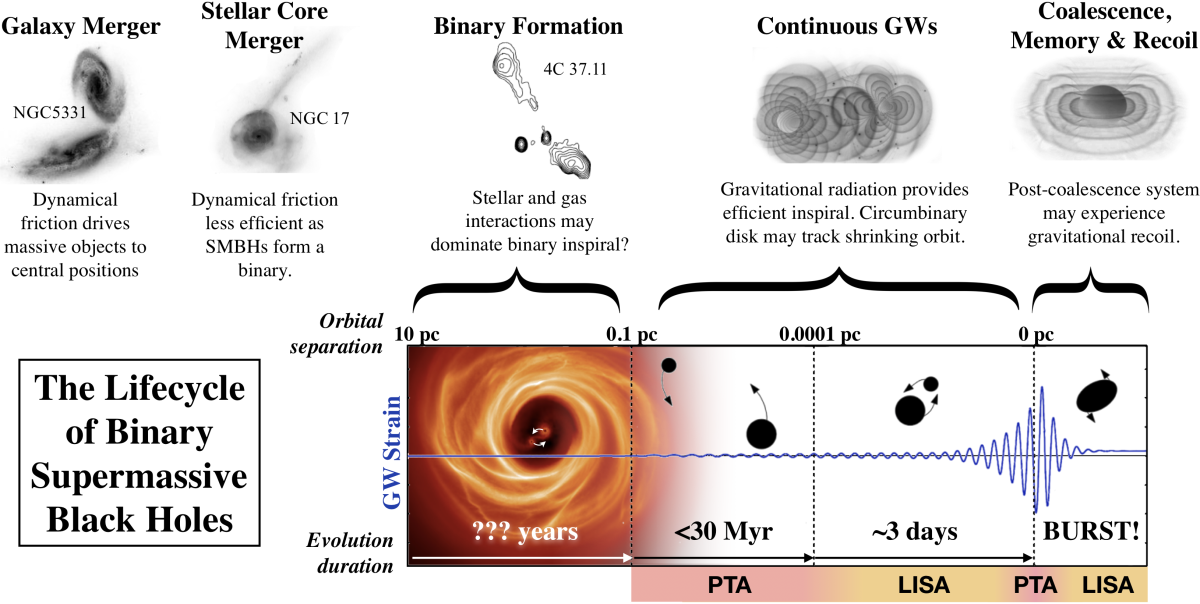 Galaxy Merger
Stellar Core
Merger
Binary Formation
Continuous GWs
Coalescence,
Memory & Recoil
NGC5331
NGC 17
4C 37.11
Dynamical
friction drives
massive objects to
central positions
Dynamical friction
less efficient as
SMBHs form a
binary.
Stellar and gas
interactions may
dominate binary inspiral?
Gravitational radiation provides
efficient inspiral. Circumbinary
disk may track shrinking orbit.
Post-coalescence system
may experience
gravitational recoil.
Orbital
separation
10 pc
0.1 pc
0.0001 pc
0 pc
The Lifecycle
of Binary
Supermassive
Black Holes
GW Strain
Evolution
duration
??? years
<30 Myr
~3 days
BURST!
PTA
LISA
PTA
LISA